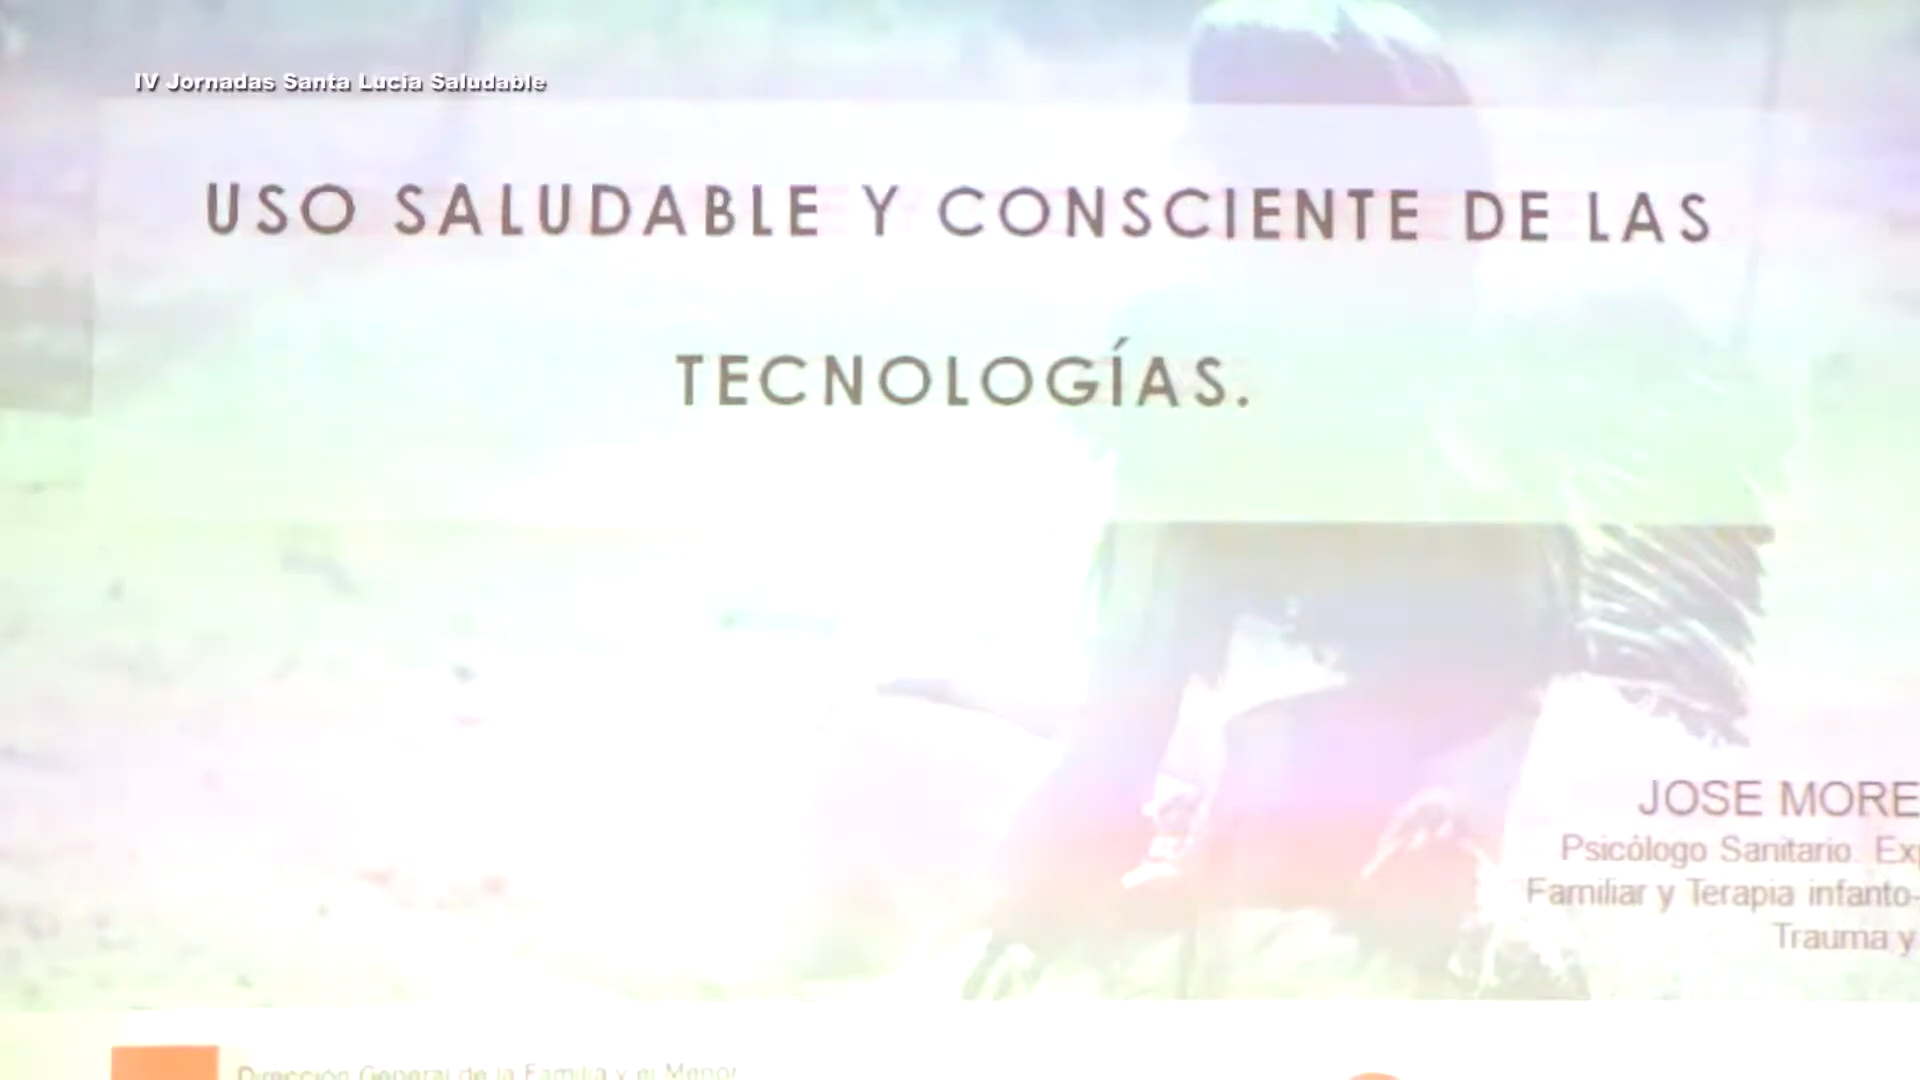 IV Jornadas Santa Lucia Saludable
USO SALUDABLE Y CONSCIENTE DE LAS
TECNOLOGÍAS.
JOSE MORE
Psicólogo Sanitario. Exp
Familiar y Terapia infanto-
Trauma y
Dirección General de la Familia y el Menor